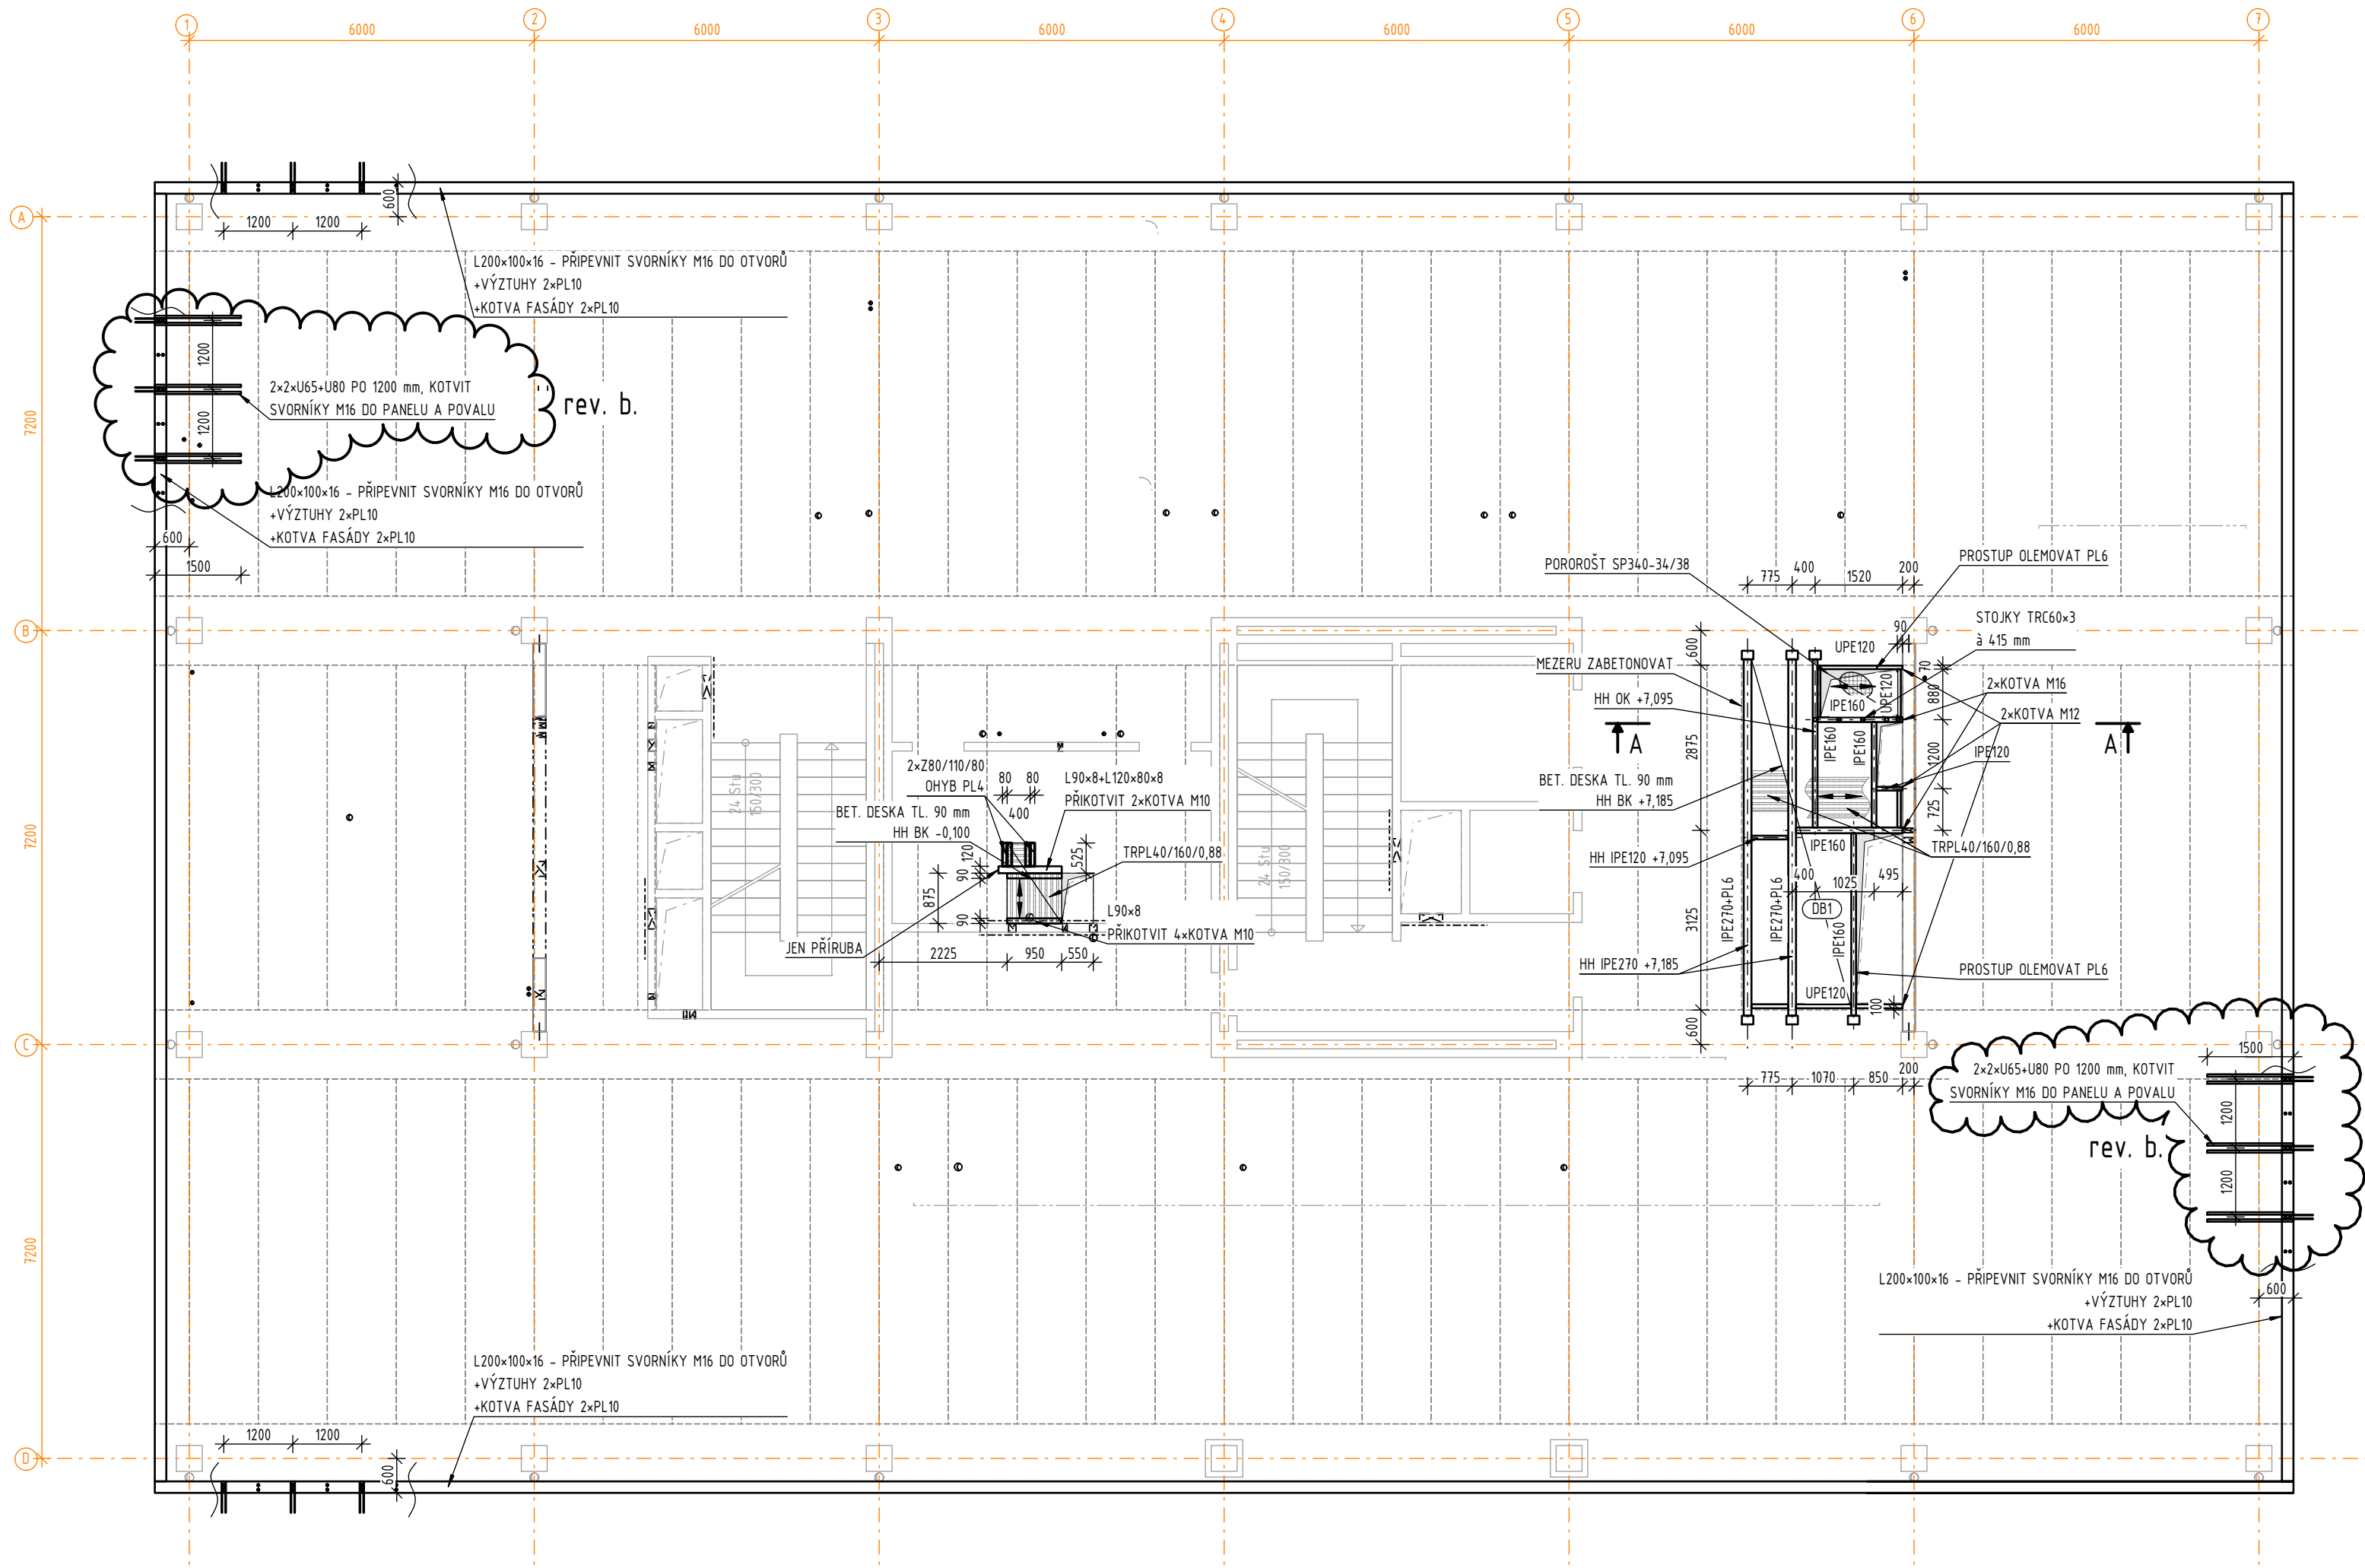 1
2
3
4
5
6
7
6000
6000
6000
6000
6000
6000
A
B
C
D
7200
7200
7200
600
1200
1200
L200×100×16 - PŘIPEVNIT SVORNÍKY M16 DO OTVORŮ
+VÝZTUHY 2×PL10
+KOTVA FASÁDY 2×PL10
1200
1200
2×2×U65+U80 PO 1200 mm, KOTVIT
SVORNÍKY M16 DO PANELU A POVALU
rev. b.
L200×100×16 - PŘIPEVNIT SVORNÍKY M16 DO OTVORŮ
+VÝZTUHY 2×PL10
+KOTVA FASÁDY 2×PL10
600
1500
24 Stu
150/300
2×Z80/110/80
OHYB PL4
80
80
400
L90×8+L120×80×8
PŘIKOTVIT 2×KOTVA M10
BET. DESKA TL. 90 mm
HH BK -0,100
TRPL40/160/0,88
120
90
875
90
525
L90×8
PŘIKOTVIT 4×KOTVA M10
JEN PŘÍRUBA
2225
950
550
24 Stu
150/300
POROROŠT SP340-34/38
775
400
1520
200
PROSTUP OLEMOVAT PL6
STOJKY TRC60×3
à 415 mm
90
UPE120
600
MEZERU ZABETONOVAT
HH OK +7,095
70
880
UPE120
IPE160
2×KOTVA M16
2×KOTVA M12
A
A
2875
IPE160
IPE160
1200
IPE120
BET. DESKA TL. 90 mm
HH BK +7,185
725
HH IPE120 +7,095
IPE160
TRPL40/160/0,88
400
1025
495
DB1
3125
IPE270+PL6
IPE270+PL6
IPE160
HH IPE270 +7,185
PROSTUP OLEMOVAT PL6
UPE120
100
600
775
1070
850
200
1500
2×2×U65+U80 PO 1200 mm, KOTVIT
SVORNÍKY M16 DO PANELU A POVALU
rev. b.
1200
1200
L200×100×16 - PŘIPEVNIT SVORNÍKY M16 DO OTVORŮ
+VÝZTUHY 2×PL10
+KOTVA FASÁDY 2×PL10
600
L200×100×16 - PŘIPEVNIT SVORNÍKY M16 DO OTVORŮ
+VÝZTUHY 2×PL10
+KOTVA FASÁDY 2×PL10
1200
1200
600